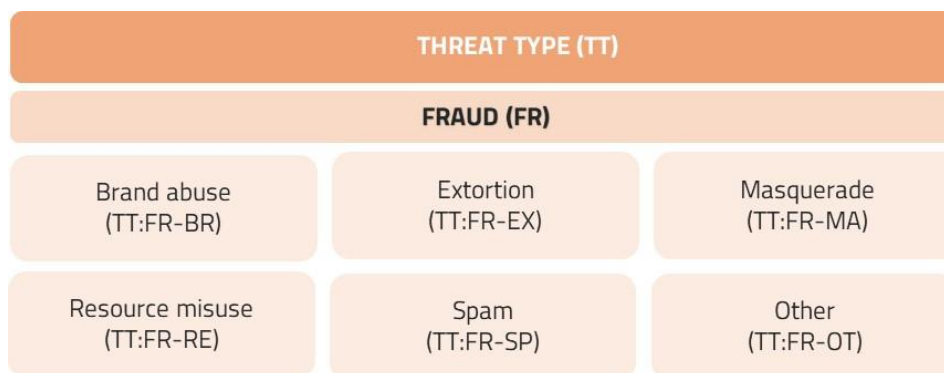 THREAT TYPE (TT)
FRAUD (FR)
Brand abuse
(TT:FR-BR)
Extortion
(TT:FR-EX)
Masquerade
(TT:FR-MA)
Resource misuse
(TT:FR-RE)
Spam
(TT:FR-SP)
Other
(TT:FR-OT)